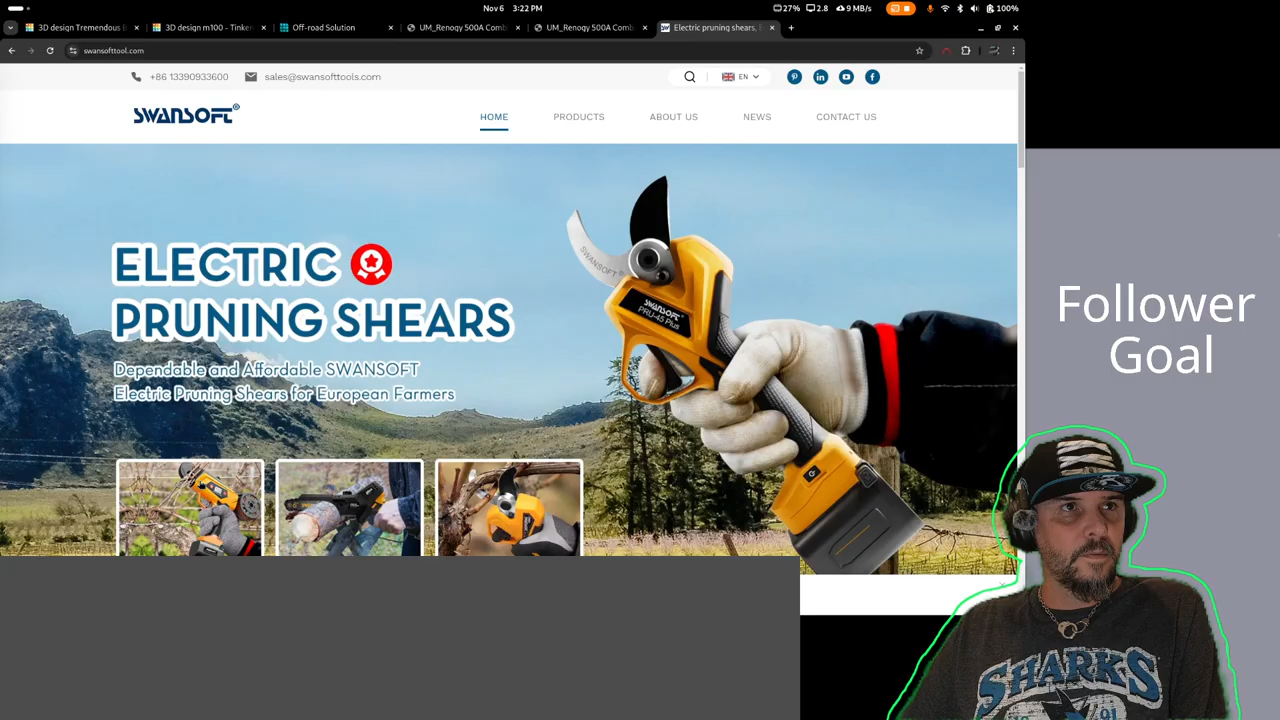 Nov 6 3:22 PM
27% 2.8 9 MB/s 100%
3D design Tremendous B
3D design m100 - Tinker
Off-road Solution
UM_Renogy 500A Comb
UM_Renogy 500A Comb
Electric pruning shears, E
swansofttool.com
+86 13390933600 sales@swansofttools.com EN
SWANSOFT®
HOME PRODUCTS ABOUT US NEWS CONTACT US
ELECTRIC
PRUNING SHEARS
Dependable and Affordable SWANSOFT
Electric Pruning Shears for European Farmers
SWANSOFT®
SWANSOFT®
PRU-45 Plus
Follower
Goal
SHARKS